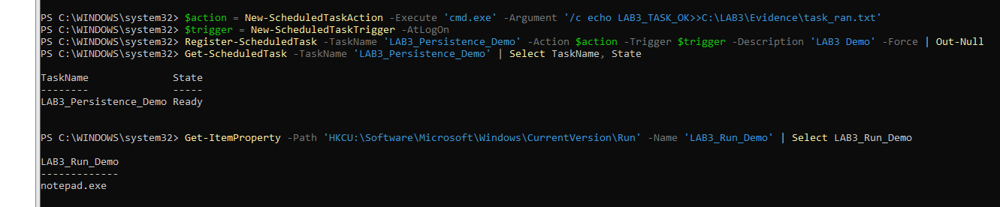 PS C:\WINDOWS\system32> $action = New-ScheduledTaskAction -Execute 'cmd.exe' -Argument '/c echo LAB3_TASK_OK>>C:\LAB3\Evidence\task_ran.txt'
PS C:\WINDOWS\system32> $trigger = New-ScheduledTaskTrigger -AtLogOn
PS C:\WINDOWS\system32> Register-ScheduledTask -TaskName 'LAB3_Persistence_Demo' -Action $action -Trigger $trigger -Description 'LAB3 Demo' -Force | Out-Null
PS C:\WINDOWS\system32> Get-ScheduledTask -TaskName 'LAB3_Persistence_Demo' | Select TaskName, State
TaskName State
-------- -----
LAB3_Persistence_Demo Ready
PS C:\WINDOWS\system32> Get-ItemProperty -Path 'HKCU:\Software\Microsoft\Windows\CurrentVersion\Run' -Name 'LAB3_Run_Demo' | Select LAB3_Run_Demo
LAB3_Run_Demo
-------------
notepad.exe